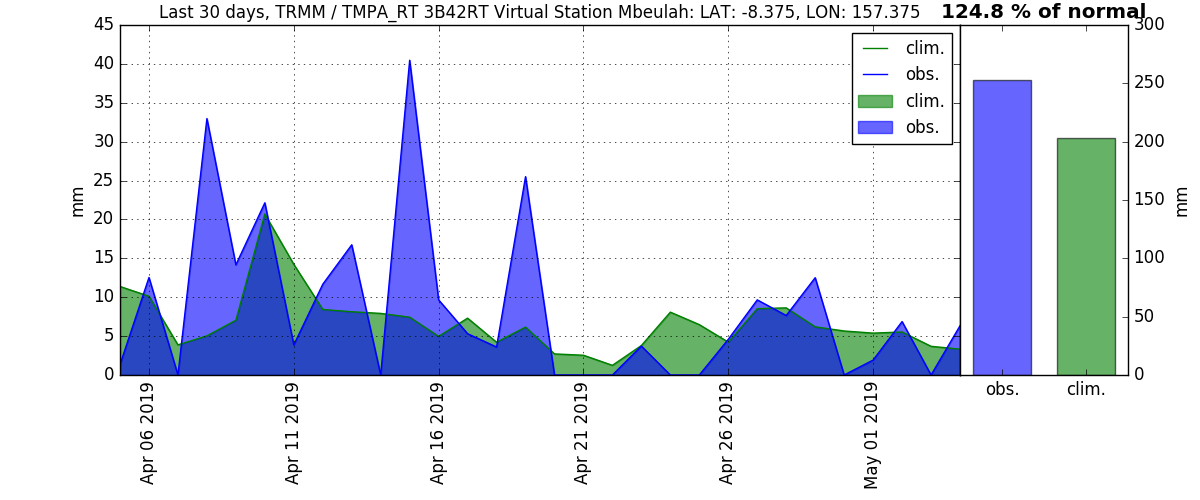 Last 30 days, TRMM / TMPA_RT 3B42RT Virtual Station Mbeulah: LAT: -8.375, LON: 157.375
124.8 % of normal
mm
45
40
35
30
25
20
15
10
5
0
clim.
obs.
clim.
obs.
Apr 06 2019
Apr 11 2019
Apr 16 2019
Apr 21 2019
Apr 26 2019
May 01 2019
300
250
200
150
100
50
0
mm
obs.
clim.